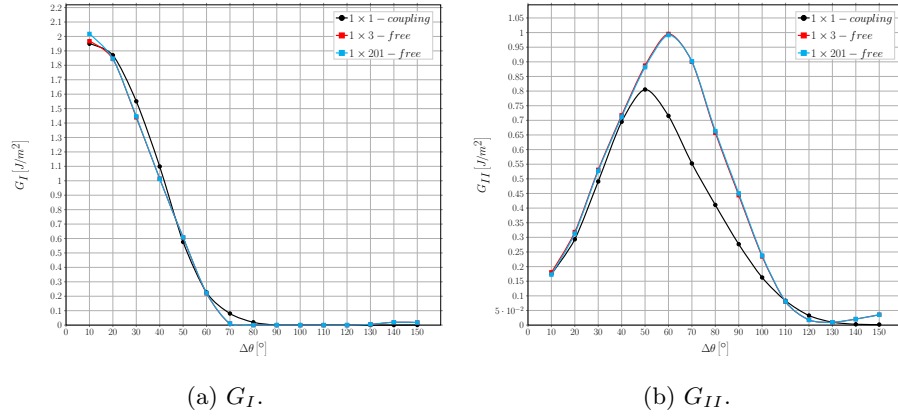 2.2
2.1
2
1.9
1.8
1.7
1.6
1.5
1.4
1.3
1.2
1.1
1
0.9
0.8
0.7
0.6
0.5
0.4
0.3
0.2
0.1
0
G_I [J/m²]
1 × 1 − coupling
1 × 3 − free
1 × 201 − free
0 10 20 30 40 50 60 70 80 90 100 110 120 130 140 150
Δθ [°]
(a) G_I.
1.05
1
0.95
0.9
0.85
0.8
0.75
0.7
0.65
0.6
0.55
0.5
0.45
0.4
0.35
0.3
0.25
0.2
0.15
0.1
5 · 10⁻²
0
G_{II} [J/m²]
1 × 1 − coupling
1 × 3 − free
1 × 201 − free
0 10 20 30 40 50 60 70 80 90 100 110 120 130 140 150
Δθ [°]
(b) G_{II}.